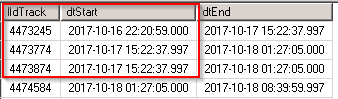 lIdTrack dtStart dtEnd
4473245 2017-10-16 22:20:59.000 2017-10-17 15:22:37.997
4473774 2017-10-17 15:22:37.997 2017-10-18 01:27:05.000
4473874 2017-10-17 15:22:37.997 2017-10-18 01:27:05.000
4474584 2017-10-18 01:27:05.000 2017-10-18 08:39:59.997